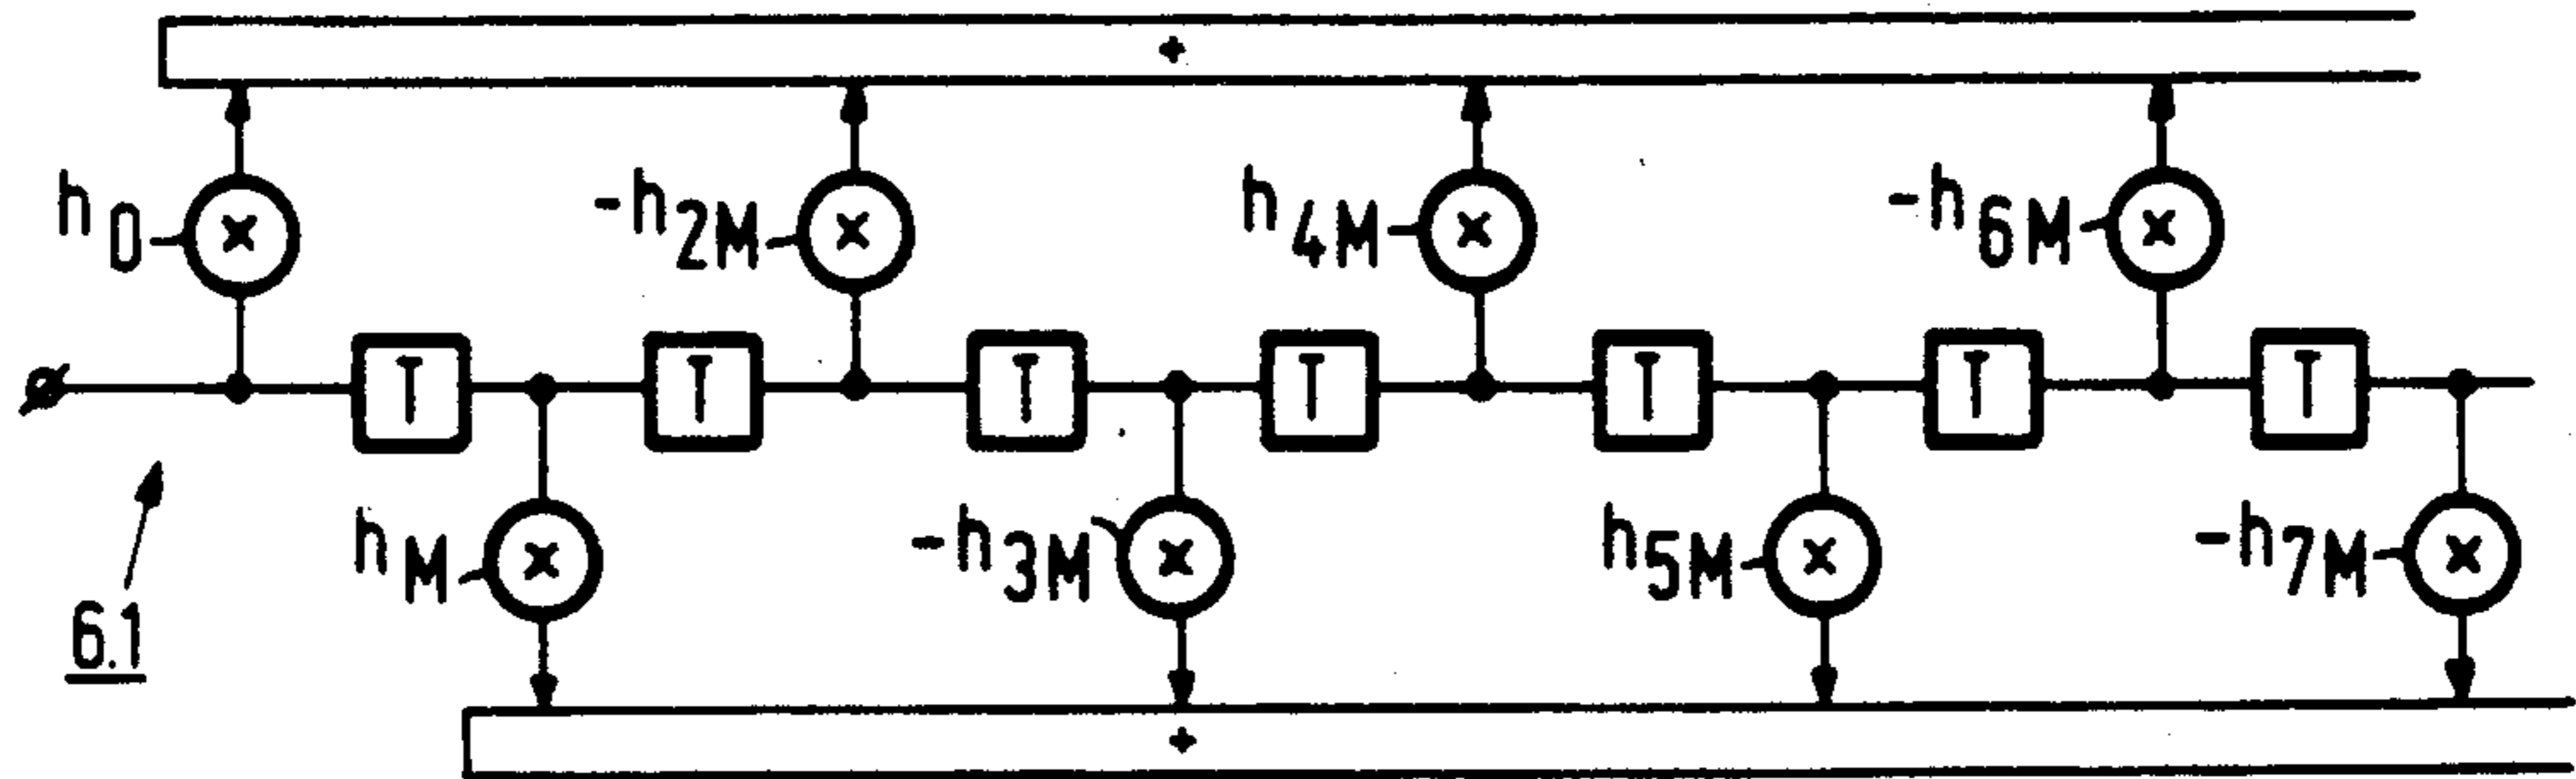 +
h0 × -h2M × h4M × -h6M ×
T T T T T T T
hM × -h3M × h5M × -h7M ×
6.1
+